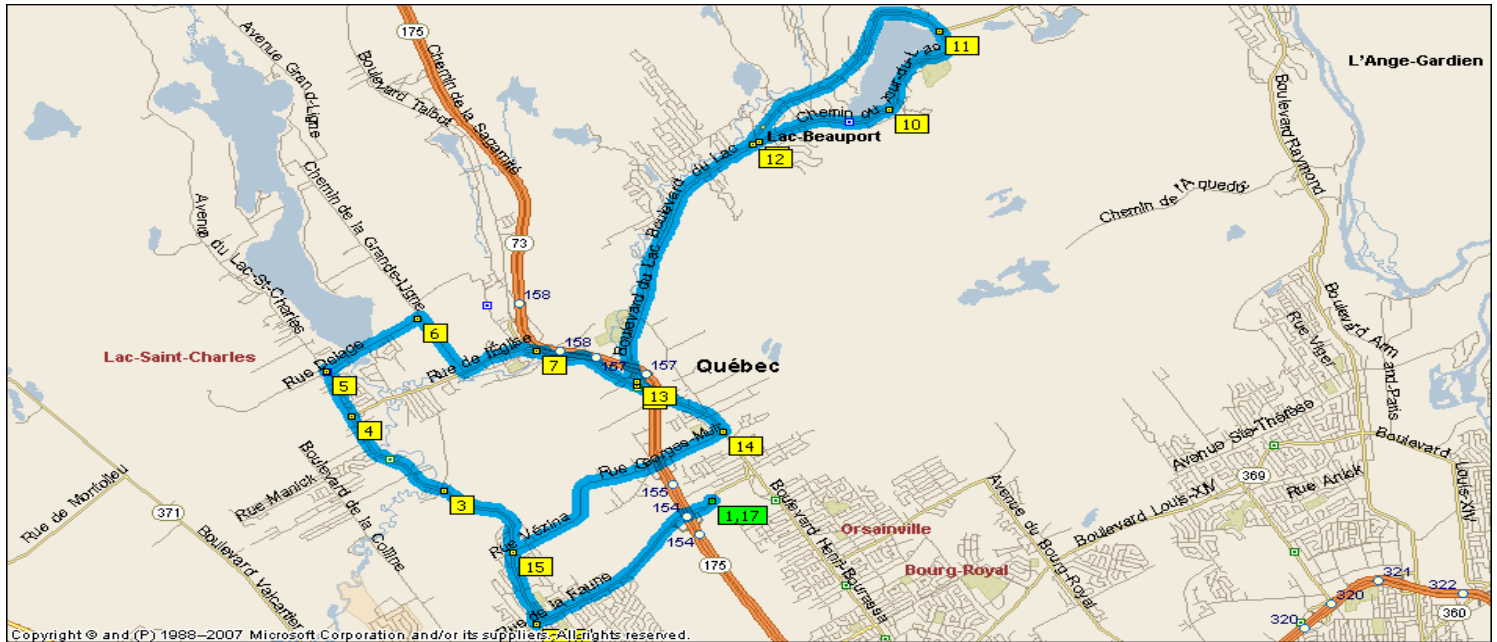 175
Avenue Grand-Ligne
Boulevard Talbot
Chemin de la Sagamité
11
L'Ange-Gardien
Chemin du Tour-du-Lac
10
Lac-Beauport
12
Boulevard Raymond
Chemin de l'Aqueduc
Avenue du Lac-St-Charles
Chemin de la Grande-Ligne
73
Boulevard du Lac
Boulevard du Lac
158
6
Lac-Saint-Charles
Rue Delage
5
Rue de l'Église
7
158
157
157
Québec
13
Rue Viger
Boulevard Armand-Paris
4
Rue Georges-Muir
14
Avenue Ste-Thérèse
Boulevard
Louis-XIV
369
Rue Anick
Rue de Montolieu
371
Rue Manick
Boulevard de la Colline
3
155
154
1,17
154
Orsainville
Boulevard Henri-Bourassa
Avenue du Bourg-Royal
Boulevard Louis-XIV
Boulevard Valcartier
Rue Vézina
15
Rue de la Faune
175
Bourg-Royal
320
320
321
322
360
Copyright © and (P) 1988–2007 Microsoft Corporation and/or its suppliers. All rights reserved.